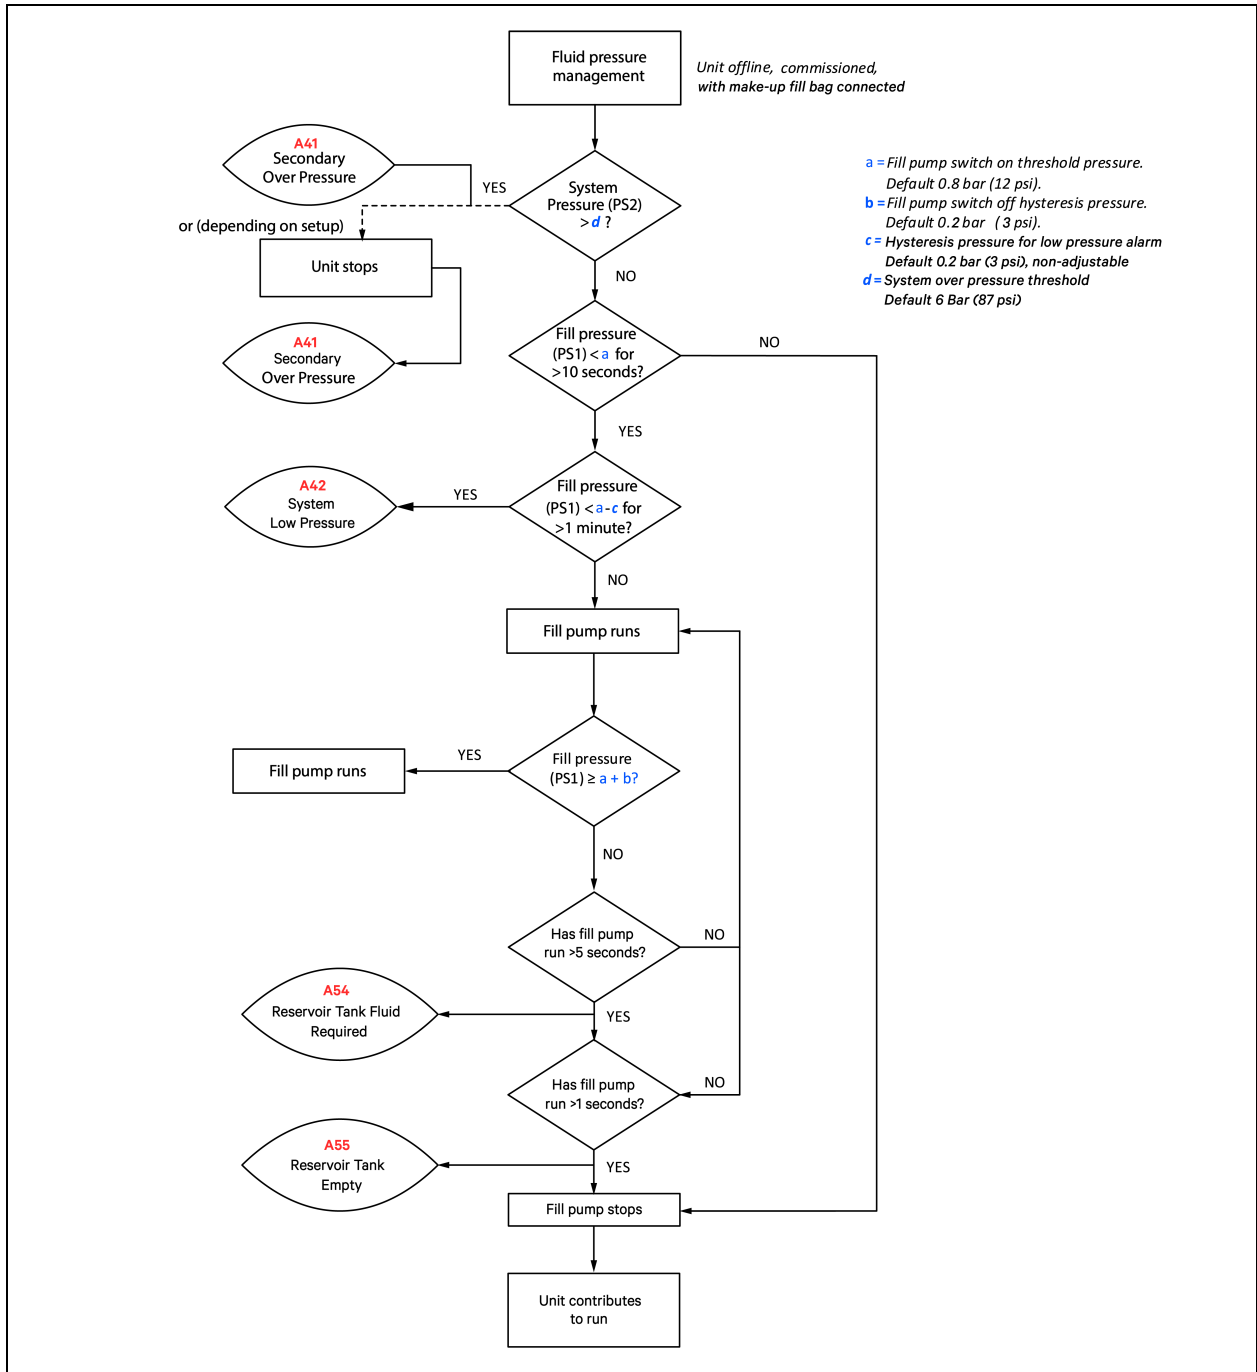 Fluid pressure
management
Unit offline, commissioned,
with make-up fill bag connected
A41
Secondary
Over Pressure
YES
System
Pressure (PS2)
> d ?
a = Fill pump switch on threshold pressure.
Default 0.8 bar (12 psi).
b = Fill pump switch off hysteresis pressure.
Default 0.2 bar ( 3 psi).
c = Hysteresis pressure for low pressure alarm
Default 0.2 bar (3 psi), non-adjustable
d = System over pressure threshold
Default 6 Bar (87 psi)
or (depending on setup)
Unit stops
NO
A41
Secondary
Over Pressure
Fill pressure
(PS1) < a for
>10 seconds?
NO
YES
A42
System
Low Pressure
YES
Fill pressure
(PS1) < a - c for
>1 minute?
NO
Fill pump runs
Fill pump runs
YES
Fill pressure
(PS1) ≥ a + b?
NO
Has fill pump
run >5 seconds?
NO
A54
Reservoir Tank Fluid
Required
YES
Has fill pump
run >1 seconds?
NO
A55
Reservoir Tank
Empty
YES
Fill pump stops
Unit contributes
to run